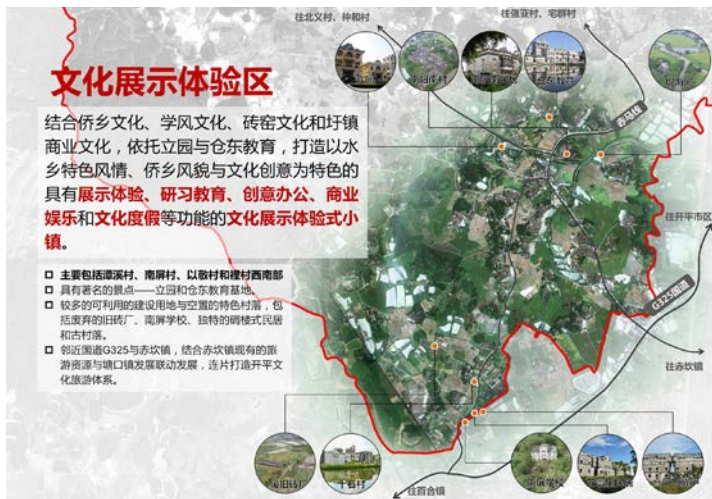 往北义村、仲和村
往强亚村、宅群村
文化展示体验区
结合侨乡文化、学风文化、砖窑文化和圩镇
商业文化,依托立园与仓东教育,打造以水
乡特色风情、侨乡风貌与文化创意为特色的
具有展示体验、研习教育、创意办公、商业
娱乐和文化度假等功能的文化展示体验式小
镇。
赤马线
往开平市区
G325国道
主要包括潭溪村、南屏村、以敬村和裡村西南部
具有著名的景点——立园和仓东教育基地。
较多的可利用的建设用地与空置的特色村落,包
括废弃的旧砖厂、南屏学校、独特的碉楼式民居
和古村落。
邻近国道G325与赤坎镇,结合赤坎镇现有的旅
游资源与塘口镇发展联动发展,连片打造开平文
化旅游体系。
往赤坎镇
南屏学校
往百合镇